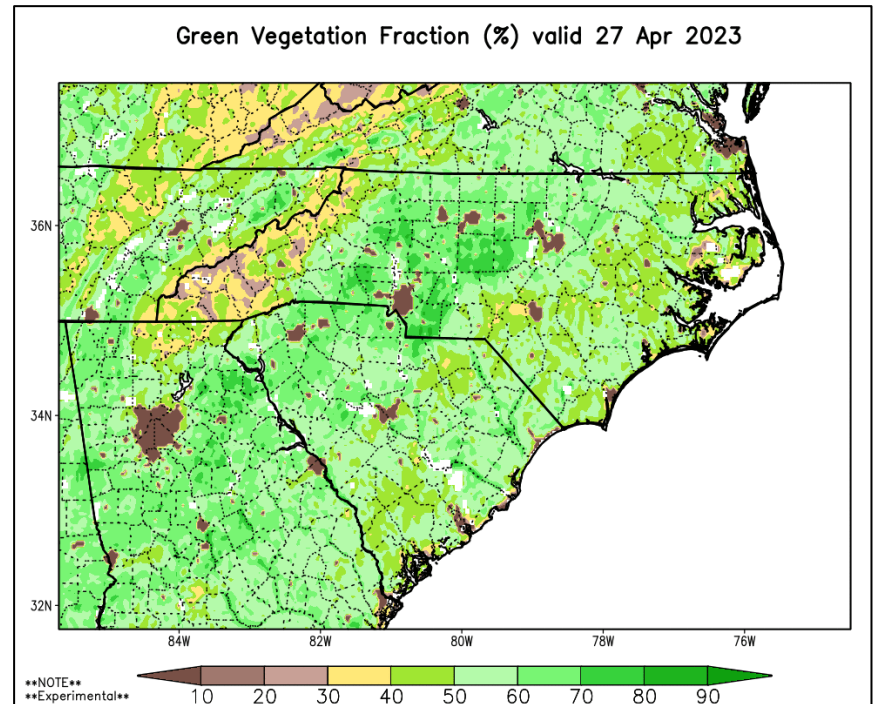 Green Vegetation Fraction (%) valid 27 Apr 2023
36N
34N
32N
84W 82W 80W 78W 76W
**NOTE**
**Experimental**
10 20 30 40 50 60 70 80 90